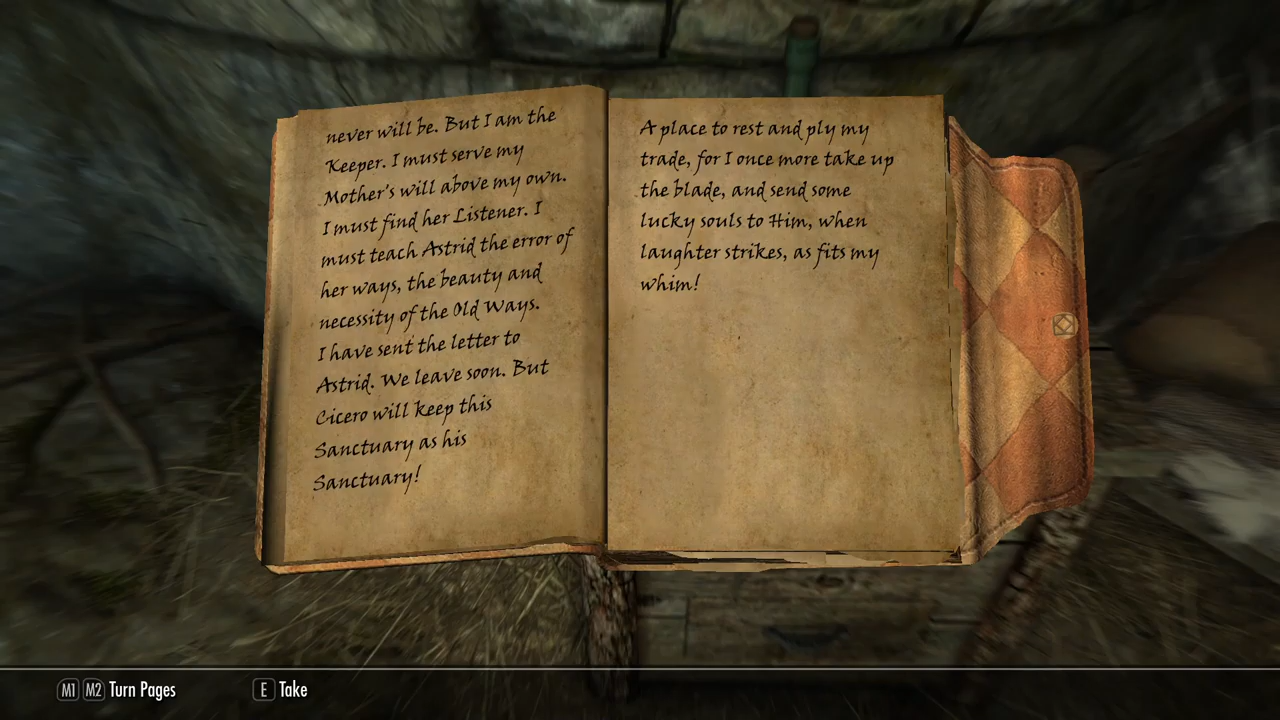 never will be. But I am the
Keeper. I must serve my
Mother's will above my own.
I must find her Listener. I
must teach Astrid the error of
her ways, the beauty and
necessity of the Old Ways.
I have sent the letter to
Astrid. We leave soon. But
Cicero will keep this
Sanctuary as his
Sanctuary!
A place to rest and ply my
trade, for I once more take up
the blade, and send some
lucky souls to Him, when
laughter strikes, as fits my
whim!
M1 M2 Turn Pages
E Take